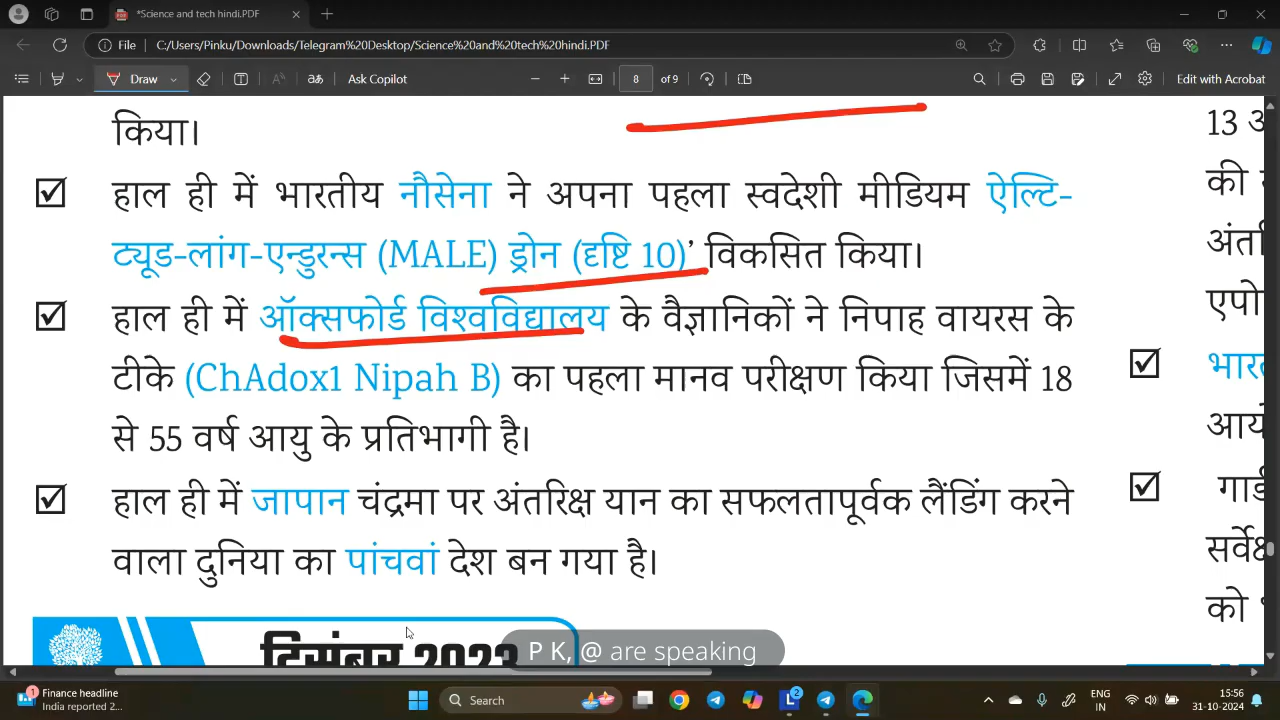 *Science and tech hindi.PDF
File C:/Users/Pinku/Downloads/Telegram%20Desktop/Science%20and%20tech%20hindi.PDF
Draw Ask Copilot 8 of 9 Edit with Acrobat
किया।
हाल ही में भारतीय नौसेना ने अपना पहला स्वदेशी मीडियम ऐल्टि-
ट्यूड-लांग-एन्डुरन्स (MALE) ड्रोन (दृष्टि 10)’ विकसित किया।
हाल ही में ऑक्सफोर्ड विश्वविद्यालय के वैज्ञानिकों ने निपाह वायरस के
टीके (ChAdox1 Nipah B) का पहला मानव परीक्षण किया जिसमें 18
से 55 वर्ष आयु के प्रतिभागी है।
हाल ही में जापान चंद्रमा पर अंतरिक्ष यान का सफलतापूर्वक लैंडिंग करने
वाला दुनिया का पांचवां देश बन गया है।
दिसंबर 2023
13
की
एपो
भार
आयो
को
P K, @ are speaking
Finance headline
India reported 2...
Search
ENG
IN
15:56
31-10-2024